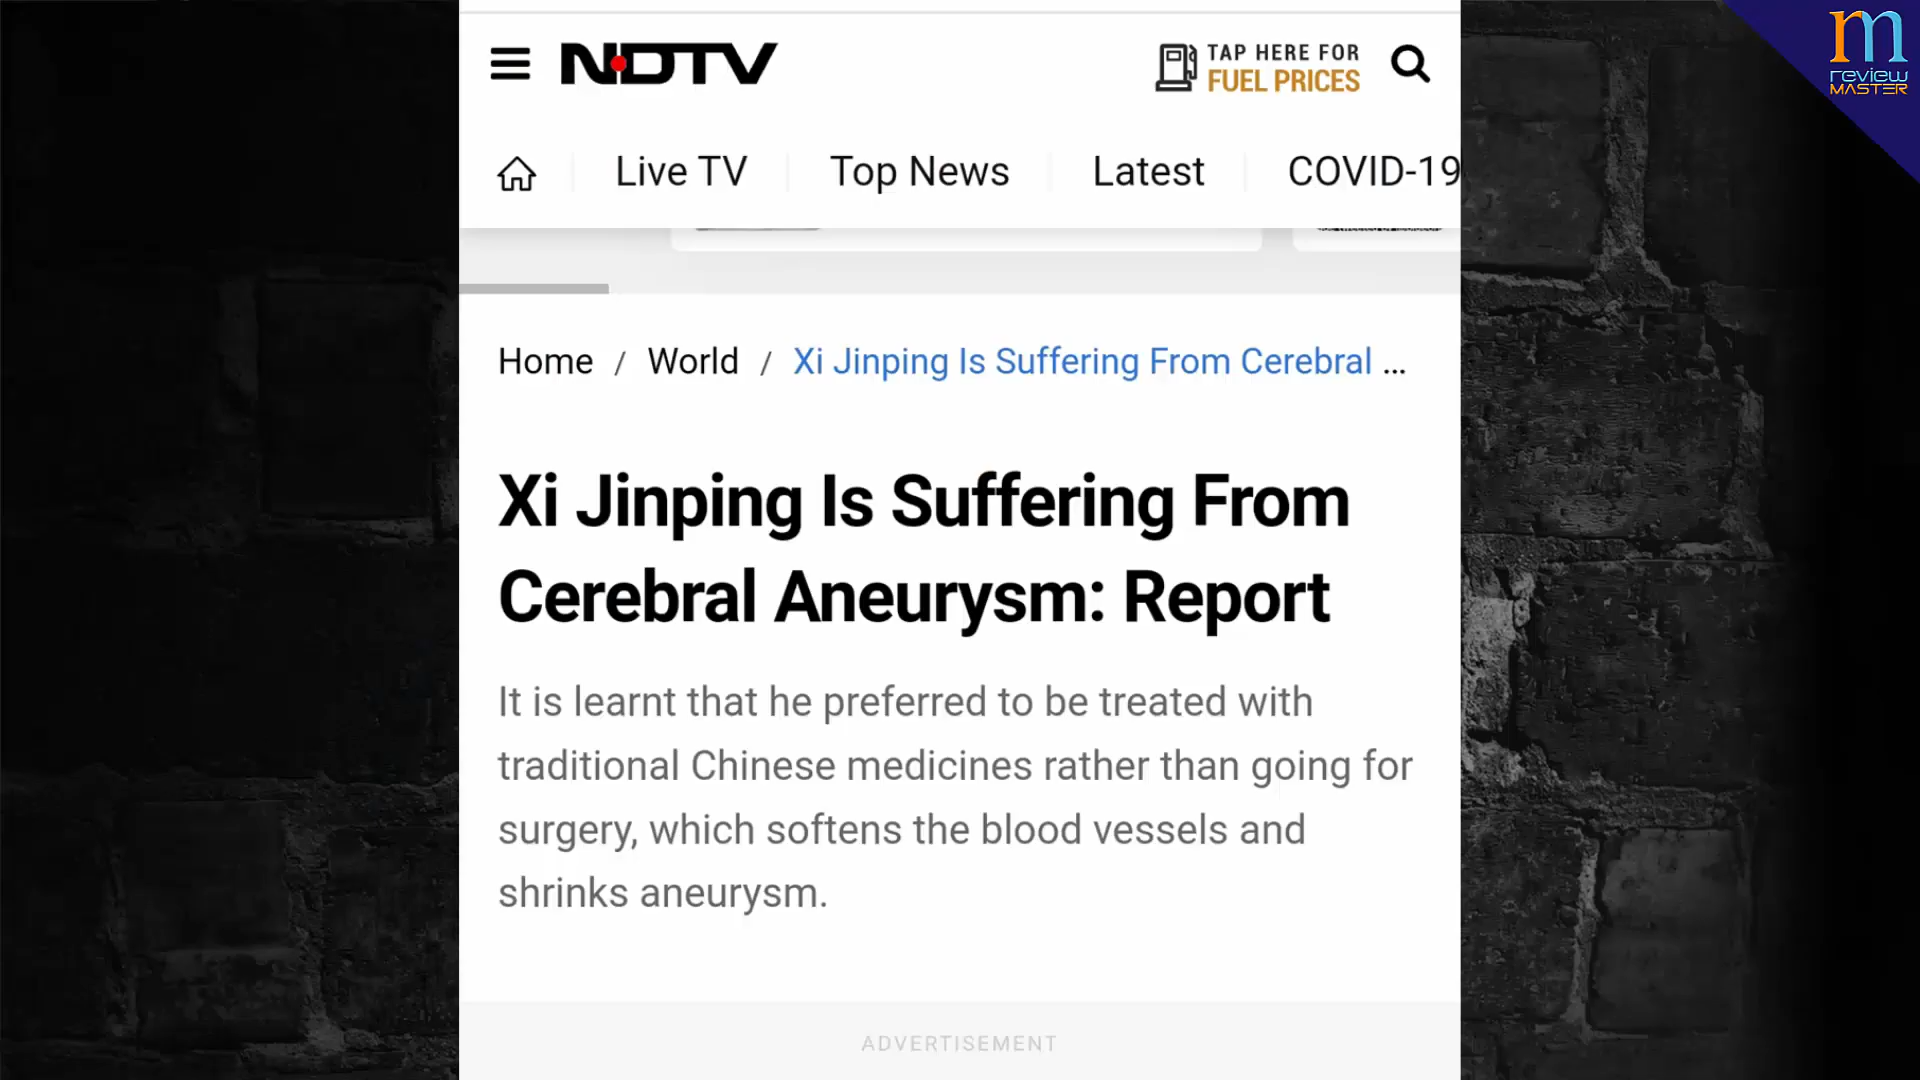 NDTV
TAP HERE FOR
FUEL PRICES
review
MASTER
Live TV
Top News
Latest
COVID-19
Home / World / Xi Jinping Is Suffering From Cerebral ...
Xi Jinping Is Suffering From
Cerebral Aneurysm: Report
It is learnt that he preferred to be treated with
traditional Chinese medicines rather than going for
surgery, which softens the blood vessels and
shrinks aneurysm.
ADVERTISEMENT